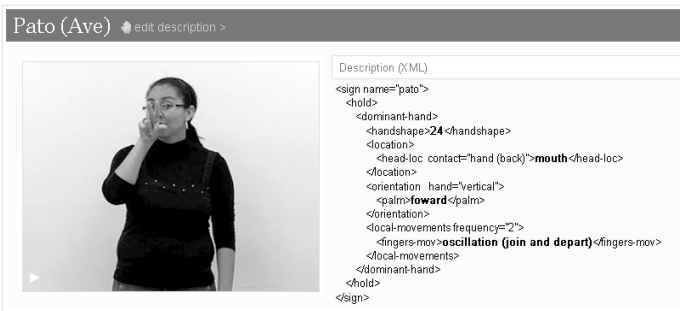 Pato (Ave) edit description >
Description (XML)
<sign name="pato">
<hold>
<dominant-hand>
<handshape>24</handshape>
<location>
<head-loc contact="hand (back)">mouth</head-loc>
</location>
<orientation hand="vertical">
<palm>foward</palm>
</orientation>
<local-movements frequency="2">
<fingers-mov>oscillation (join and depart)</fingers-mov>
</local-movements>
</dominant-hand>
</hold>
</sign>